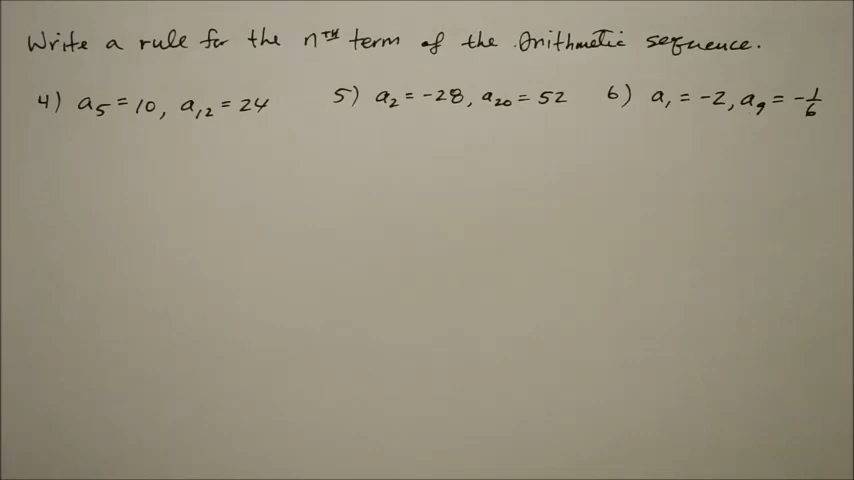 Write a rule for the nᵀᴴ term of the Arithmetic sequence.
4) a₅ = 10, a₁₂ = 24 5) a₂ = -28, a₂₀ = 52 6) a₁ = -2, a₉ = -1/6